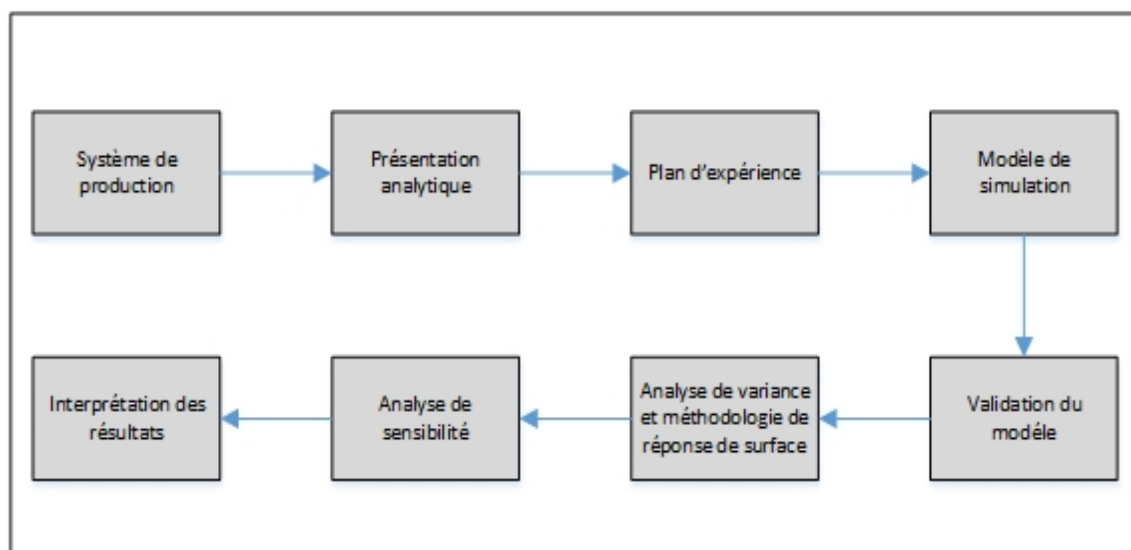 Système de
production
Présentation
analytique
Plan d'expérience
Modèle de
simulation
Validation du
modéle
Analyse de variance
et méthodologie de
réponse de surface
Analyse de
sensibilité
Interprétation des
résultats